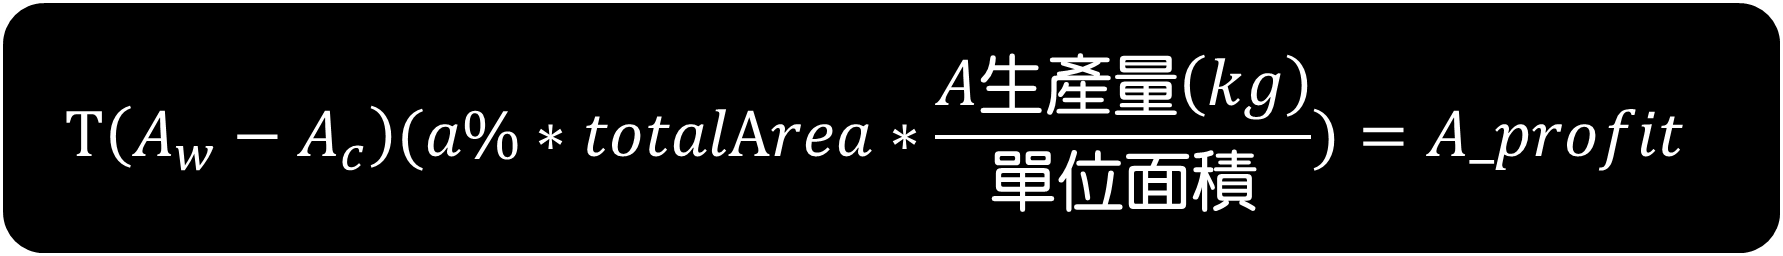 T(A_w − A_c)(a% * totalArea * A生產量(kg)/單位面積) = A_profit